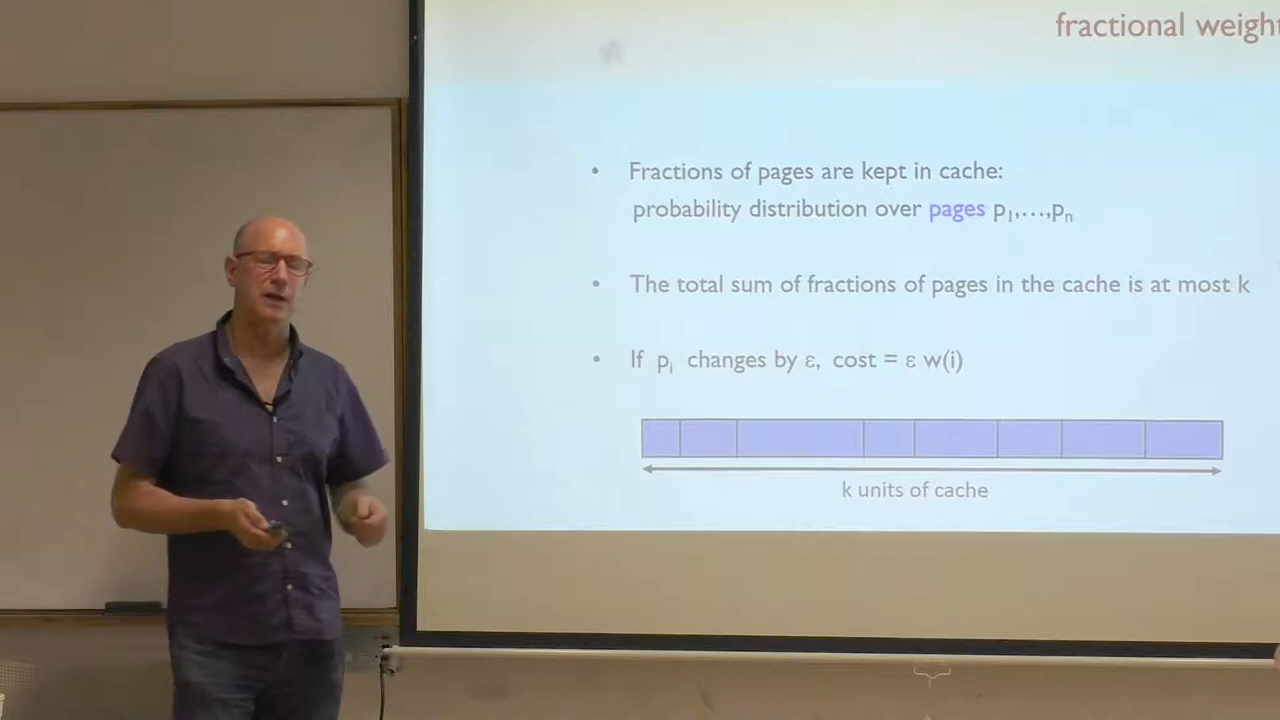 fractional weight
• Fractions of pages are kept in cache:
probability distribution over pages p₁,…,pₙ
• The total sum of fractions of pages in the cache is at most k
• If pᵢ changes by ε, cost = ε w(i)
k units of cache